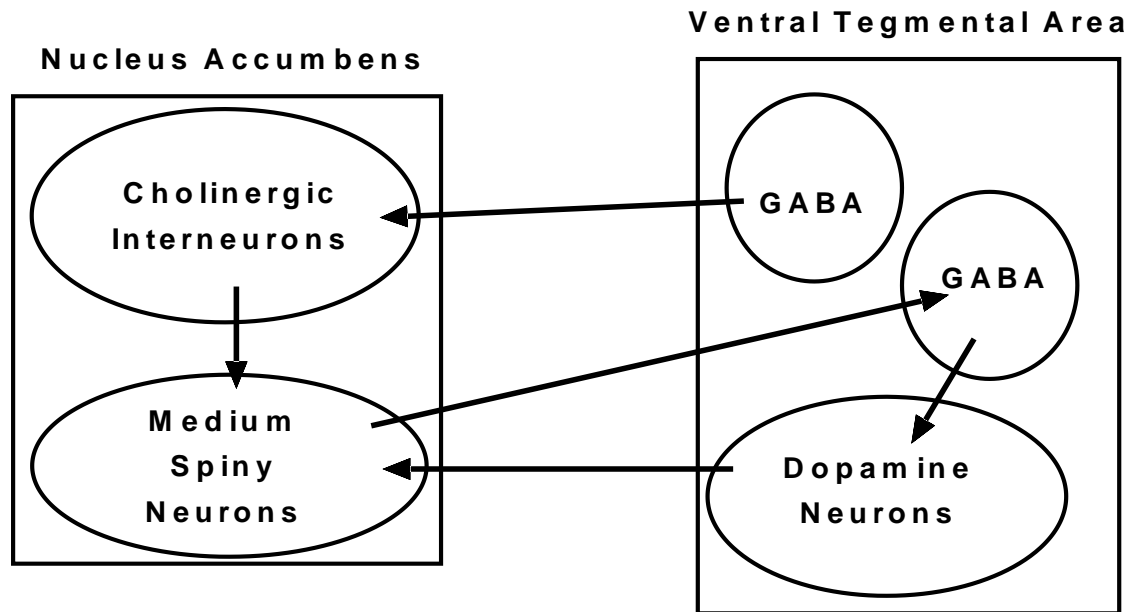 Ventral Tegmental Area
Nucleus Accumbens
Cholinergic
Interneurons
GABA
GABA
Medium
Spiny
Neurons
Dopamine
Neurons